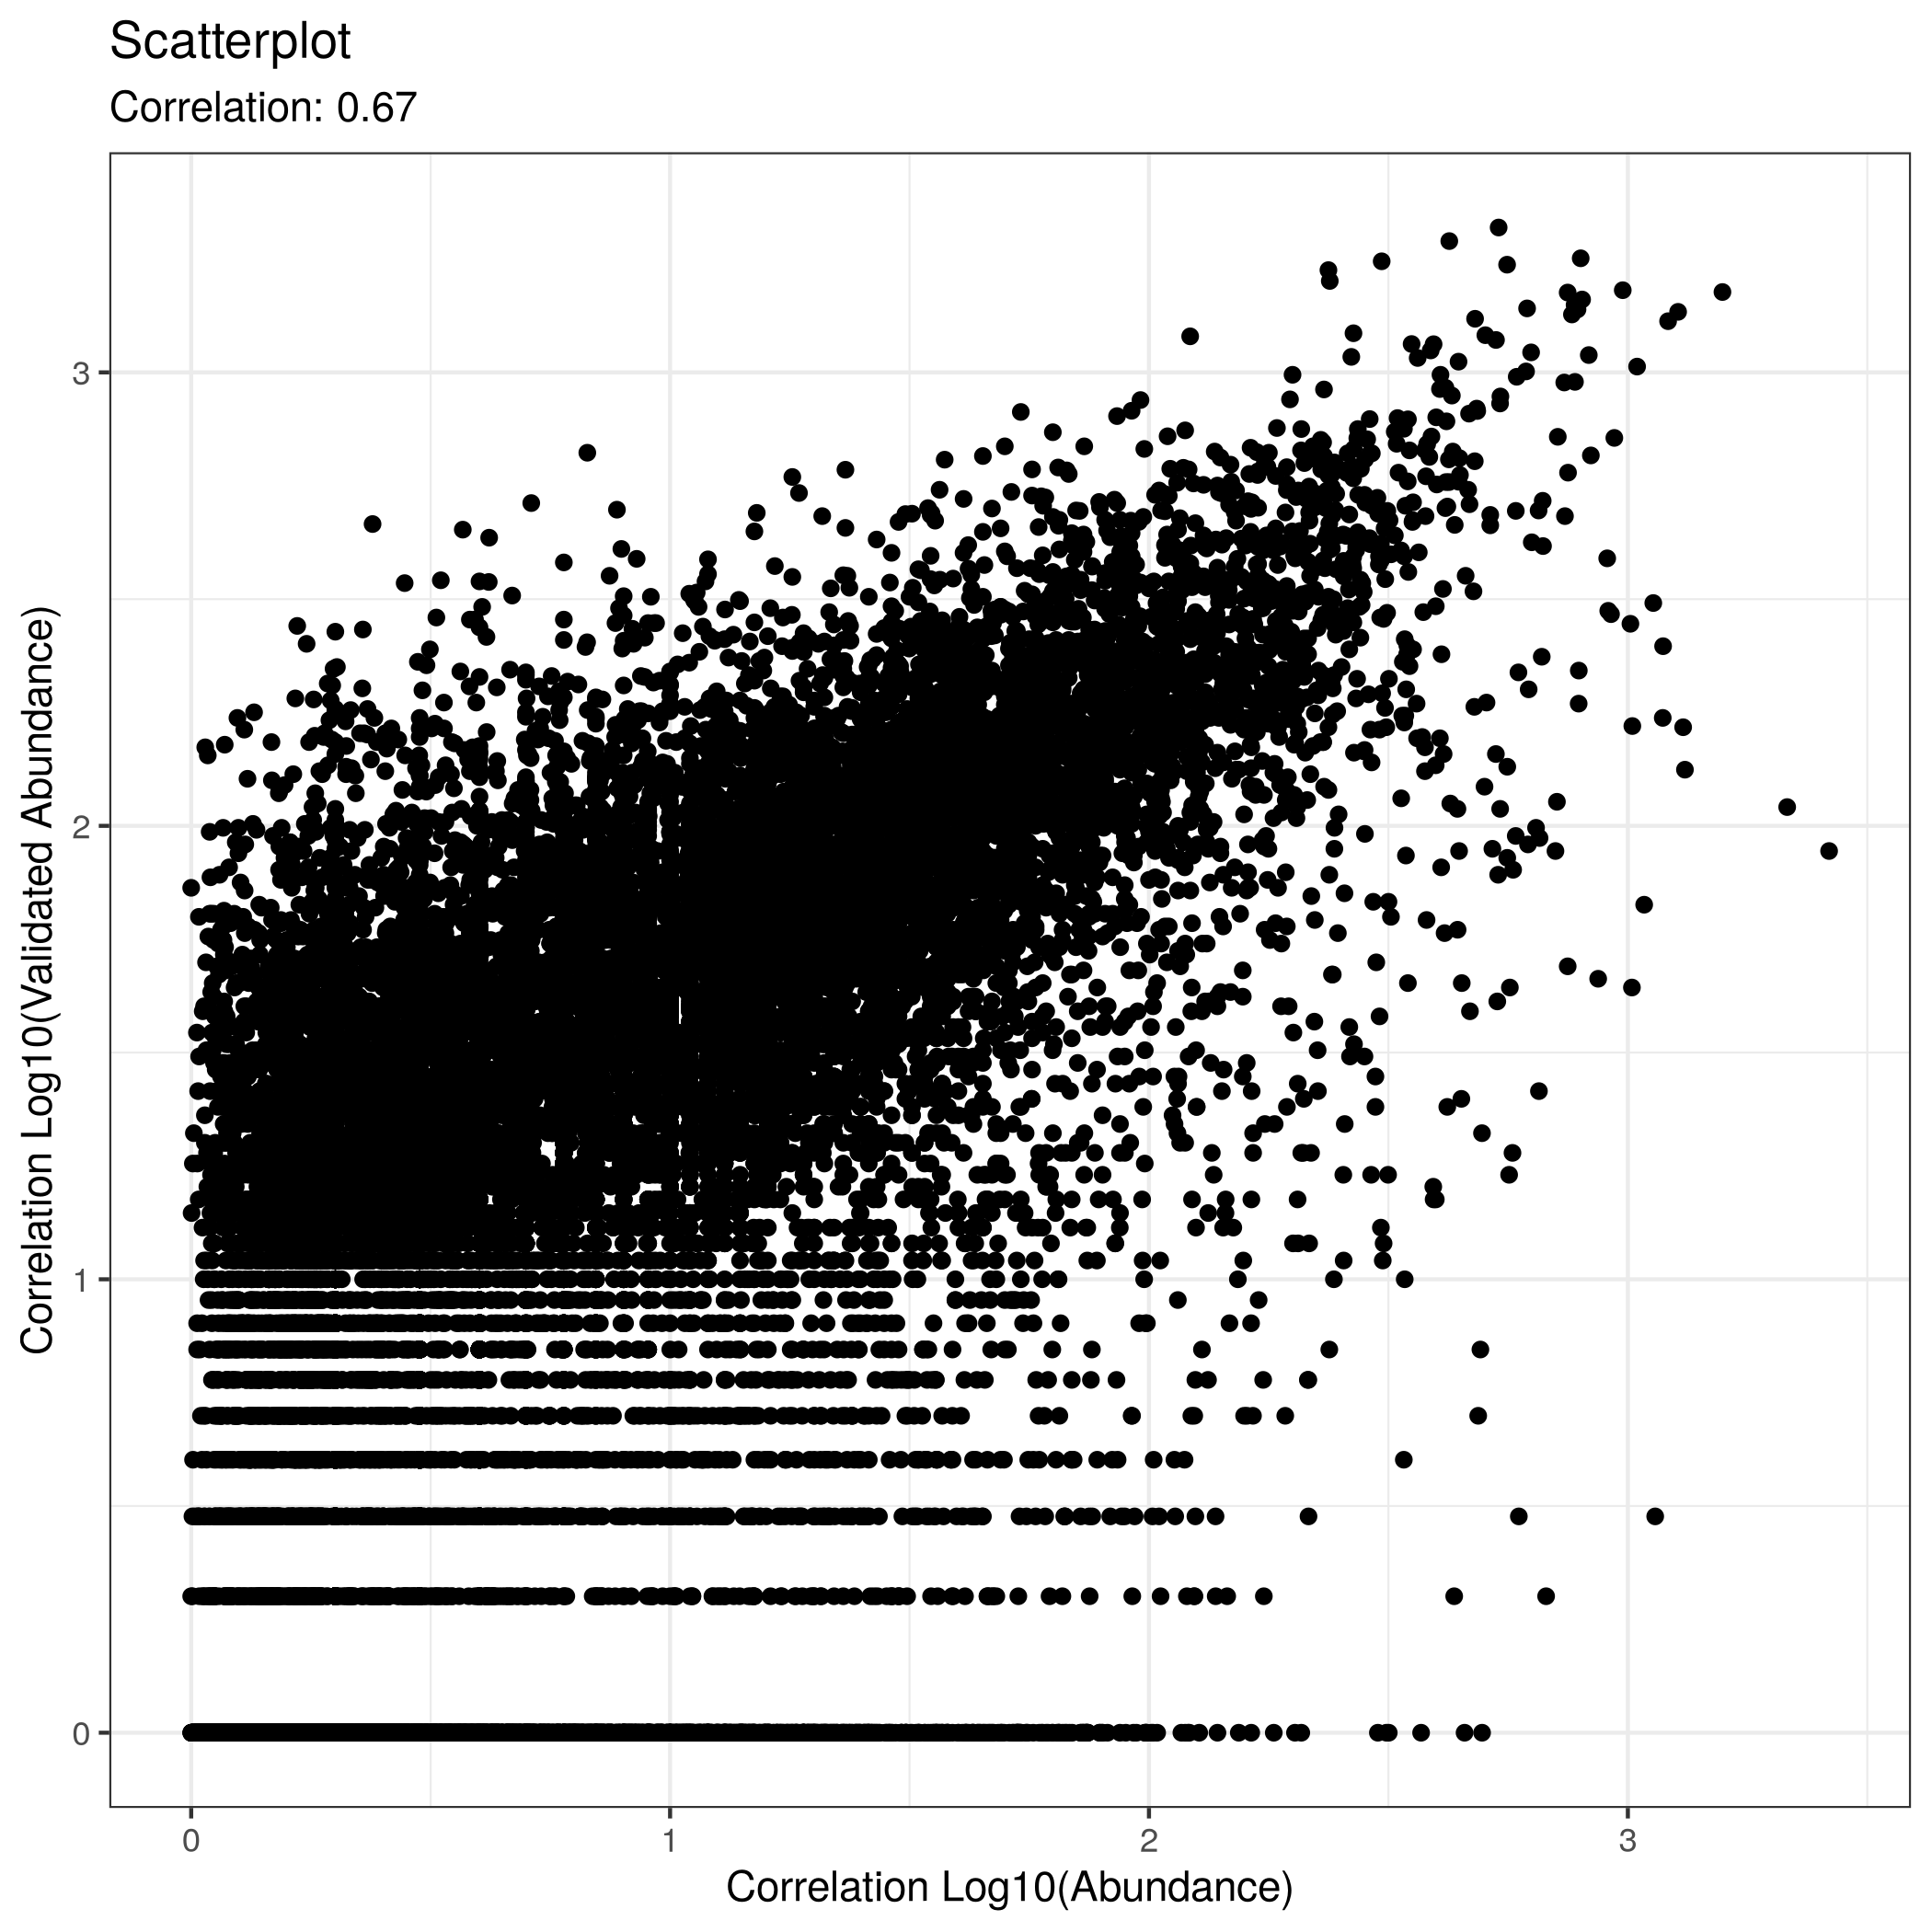 Scatterplot
Correlation: 0.67
Correlation Log10(Validated Abundance)
3
2
1
0
0
1
2
3
Correlation Log10(Abundance)